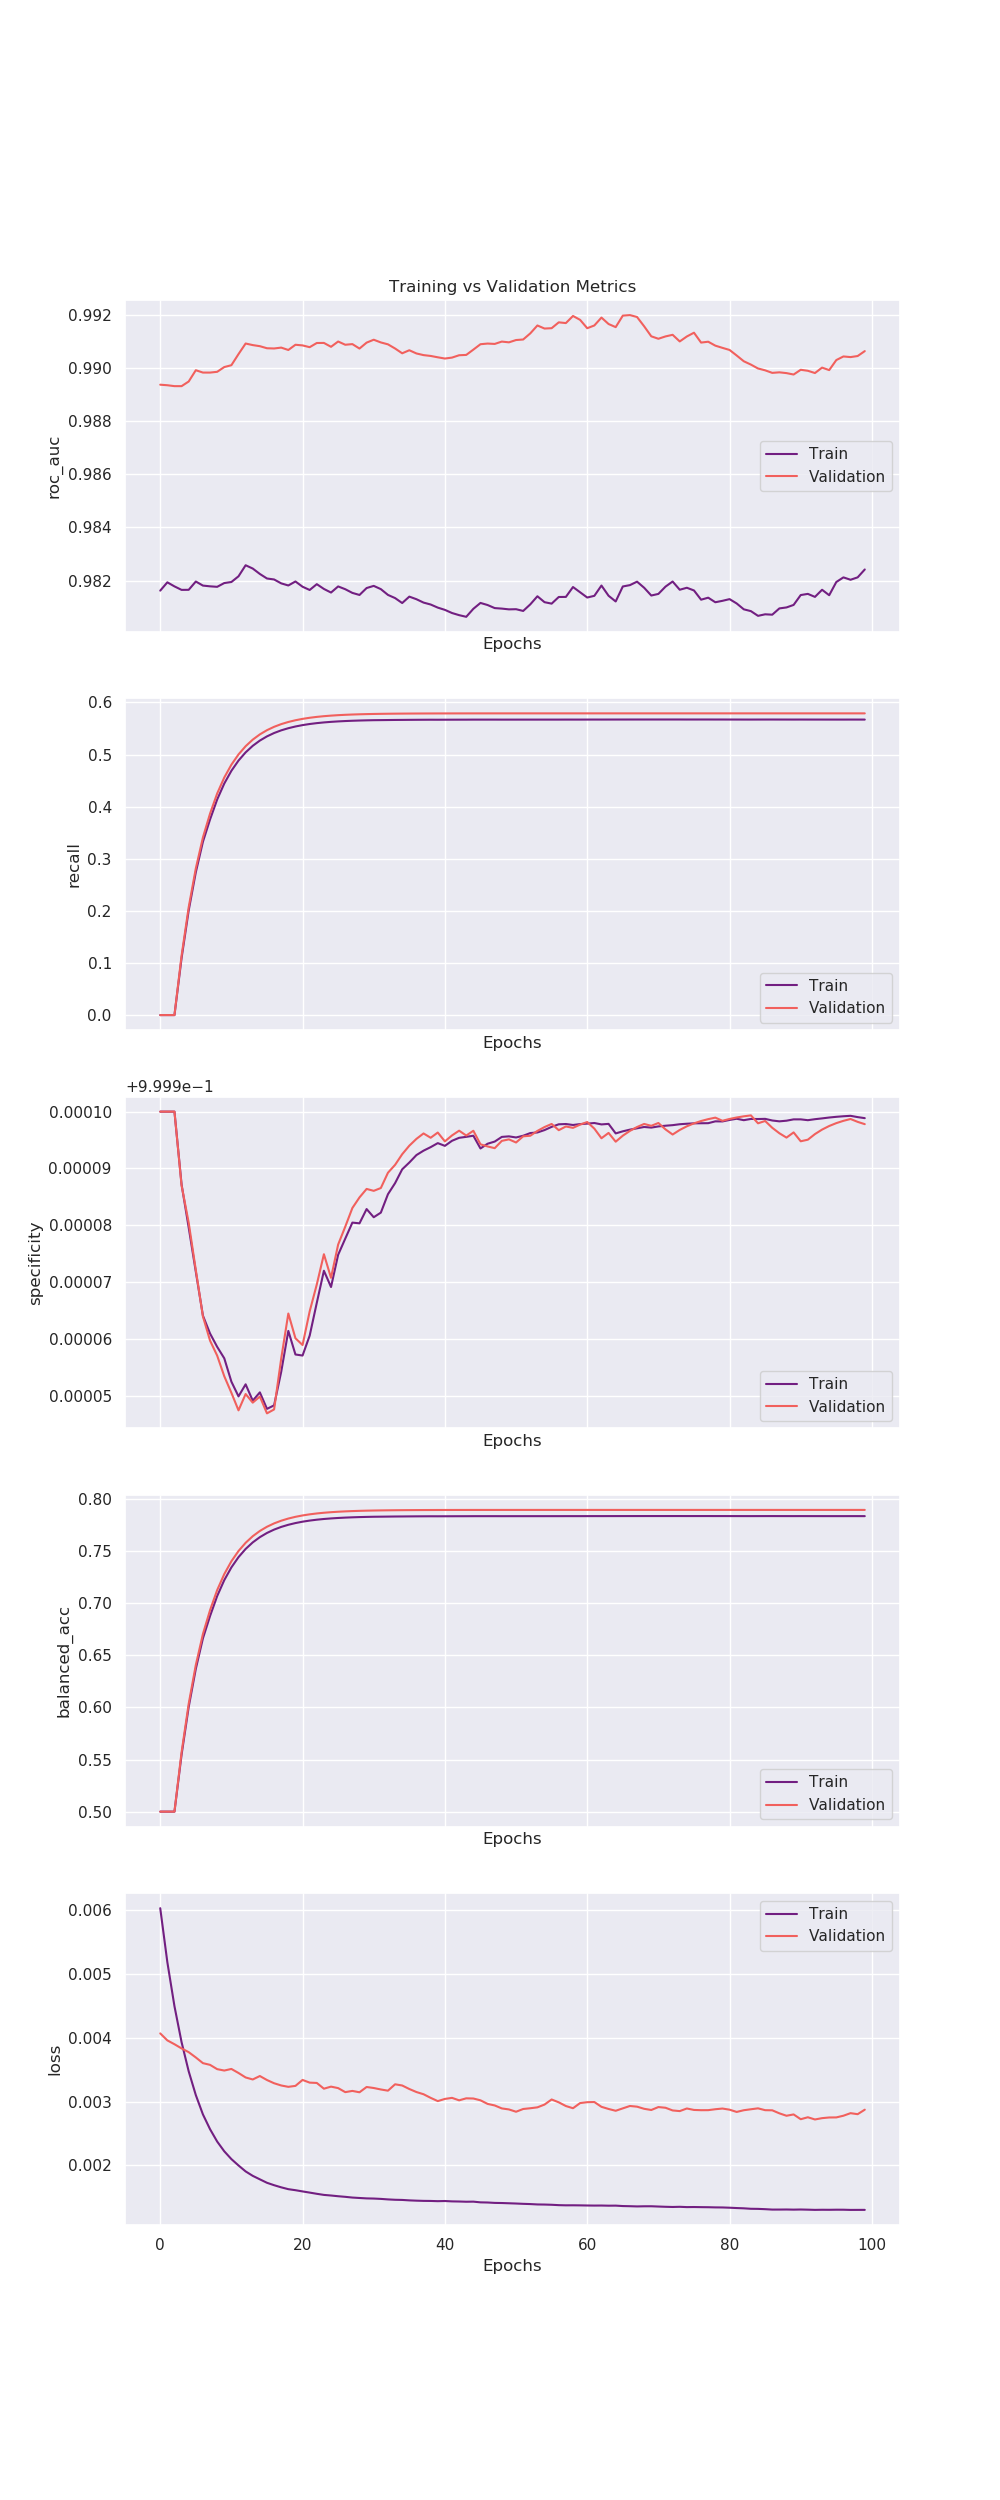 Training vs Validation Metrics
0.992
0.990
0.988
0.986
0.984
0.982
roc_auc
Train
Validation
Epochs
0.6
0.5
0.4
0.3
0.2
0.1
0.0
recall
Train
Validation
Epochs
+9.999e−1
0.00010
0.00009
0.00008
0.00007
0.00006
0.00005
specificity
Train
Validation
Epochs
0.80
0.75
0.70
0.65
0.60
0.55
0.50
balanced_acc
Train
Validation
Epochs
0.006
0.005
0.004
0.003
0.002
loss
Train
Validation
0 20 40 60 80 100
Epochs